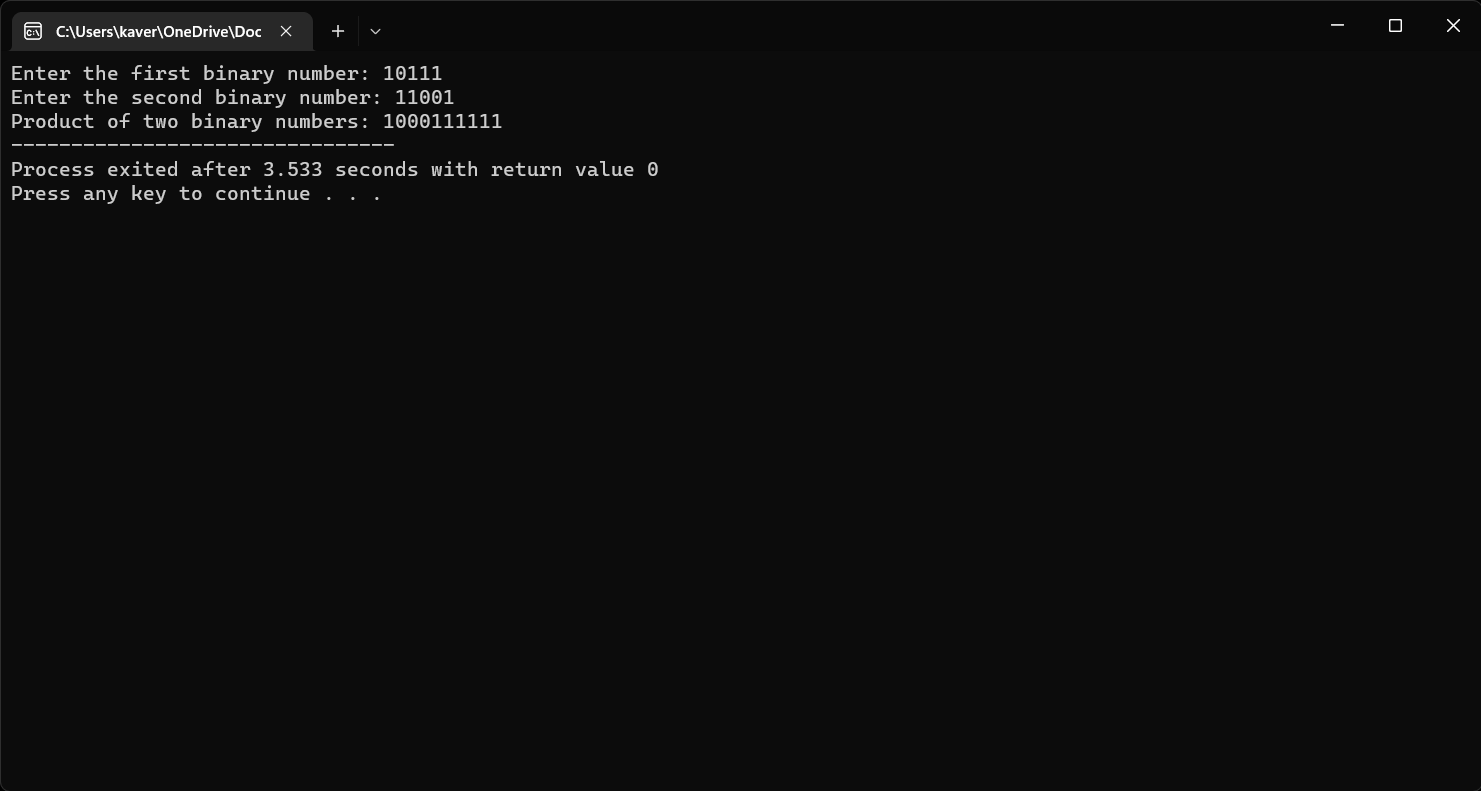 C:\Users\kaver\OneDrive\Doc
Enter the first binary number: 10111
Enter the second binary number: 11001
Product of two binary numbers: 1000111111
--------------------------------
Process exited after 3.533 seconds with return value 0
Press any key to continue . . .